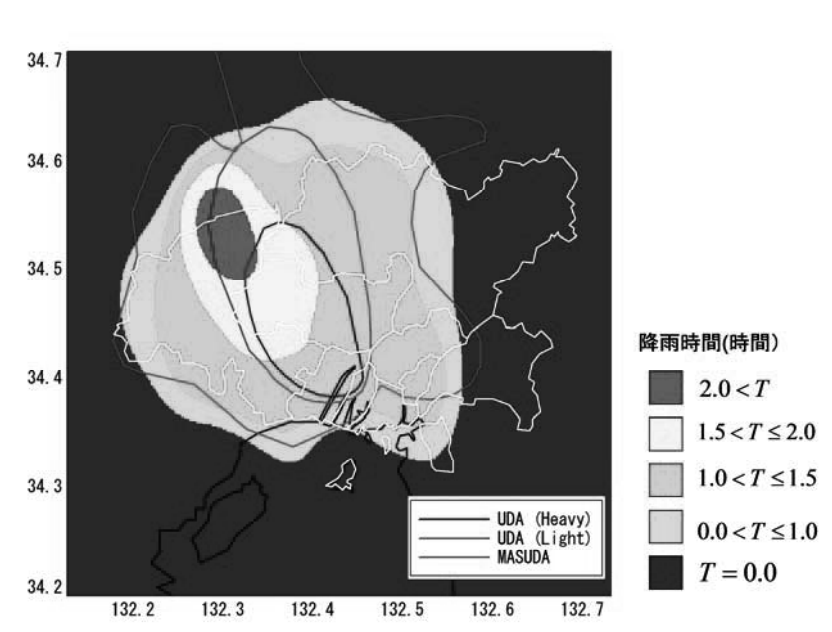 34.7
34.6
34.5
34.4
34.3
34.2
132.2 132.3 132.4 132.5 132.6 132.7
UDA (Heavy)
UDA (Light)
MASUDA
降雨時間(時間)
2.0<T
1.5<T≤2.0
1.0<T≤1.5
0.0<T≤1.0
T=0.0